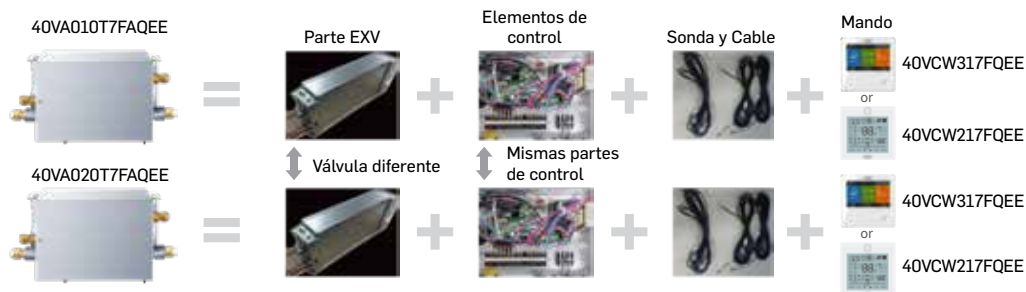 40VA010T7FAQEE
Parte EXV
Elementos de
control
Sonda y Cable
Mando
40VCW317FQEE
or
40VCW217FQEE
Válvula diferente
Mismas partes
de control
40VA020T7FAQEE
40VCW317FQEE
or
40VCW217FQEE